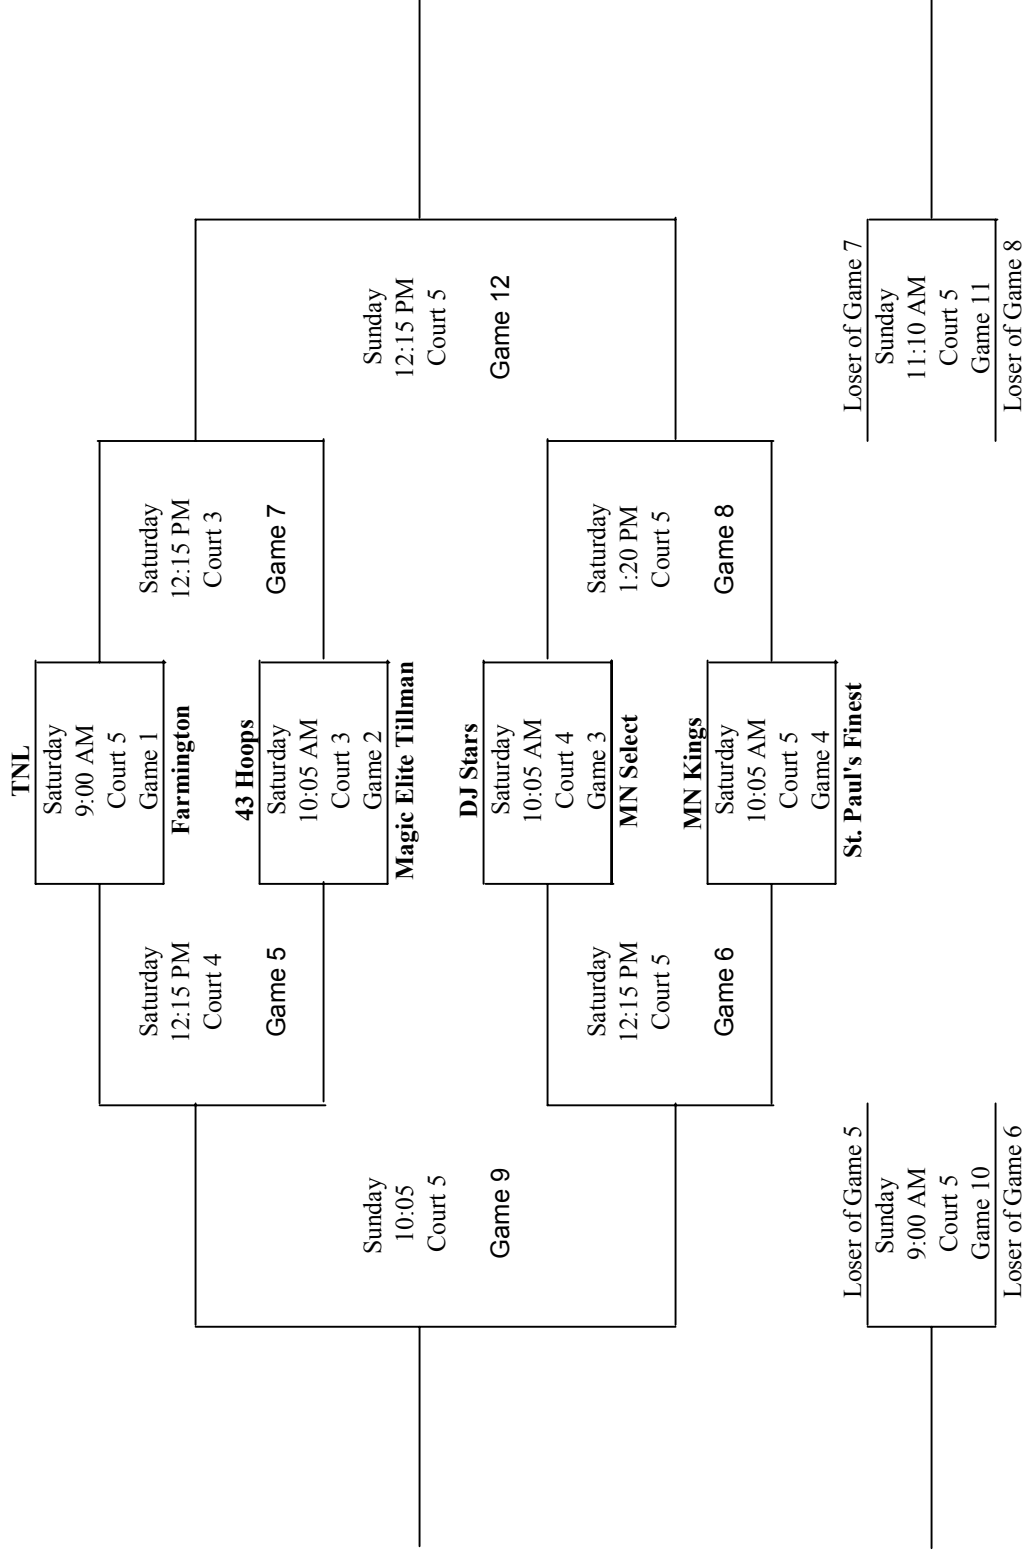 TNL
Saturday
9:00 AM
Court 5
Game 1
Farmington
43 Hoops
Saturday
10:05 AM
Court 3
Game 2
Magic Elite Tillman
DJ Stars
Saturday
10:05 AM
Court 4
Game 3
MN Select
MN Kings
Saturday
10:05 AM
Court 5
Game 4
St. Paul's Finest
Saturday
12:15 PM
Court 4
Game 5
Saturday
12:15 PM
Court 5
Game 6
Saturday
12:15 PM
Court 3
Game 7
Saturday
1:20 PM
Court 5
Game 8
Sunday
10:05
Court 5
Game 9
Sunday
12:15 PM
Court 5
Game 12
Loser of Game 5
Sunday
9:00 AM
Court 5
Game 10
Loser of Game 6
Loser of Game 7
Sunday
11:10 AM
Court 5
Game 11
Loser of Game 8